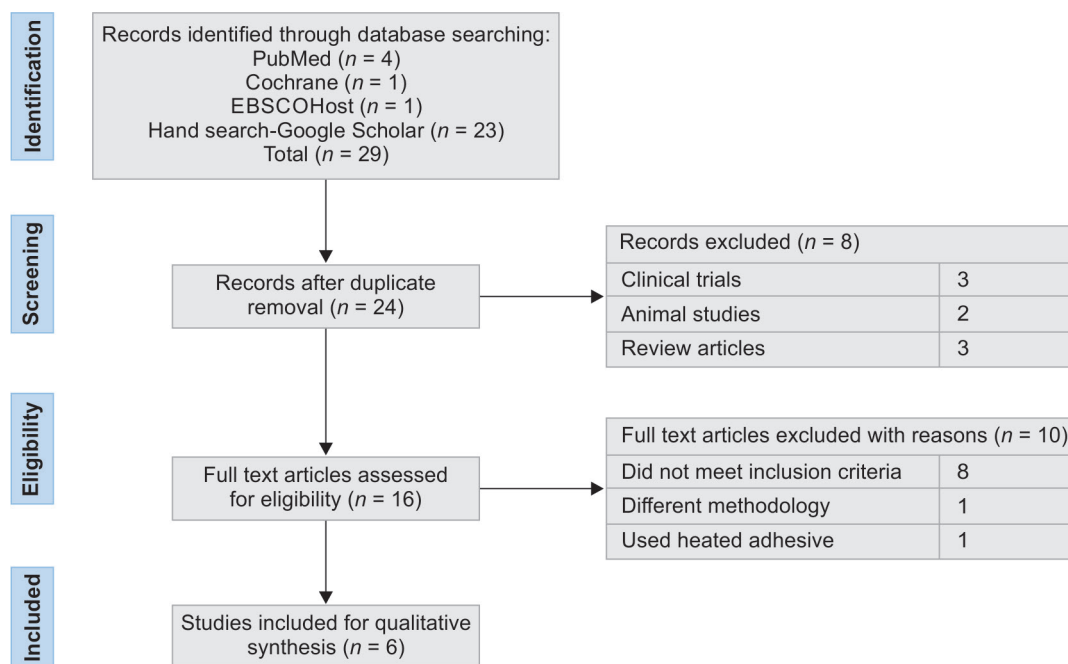 Identification
Records identified through database searching:
PubMed (n = 4)
Cochrane (n = 1)
EBSCOHost (n = 1)
Hand search-Google Scholar (n = 23)
Total (n = 29)
Screening
Records after duplicate
removal (n = 24)
Records excluded (n = 8)
Clinical trials 3
Animal studies 2
Review articles 3
Eligibility
Full text articles assessed
for eligibility (n = 16)
Full text articles excluded with reasons (n = 10)
Did not meet inclusion criteria 8
Different methodology 1
Used heated adhesive 1
Included
Studies included for qualitative
synthesis (n = 6)